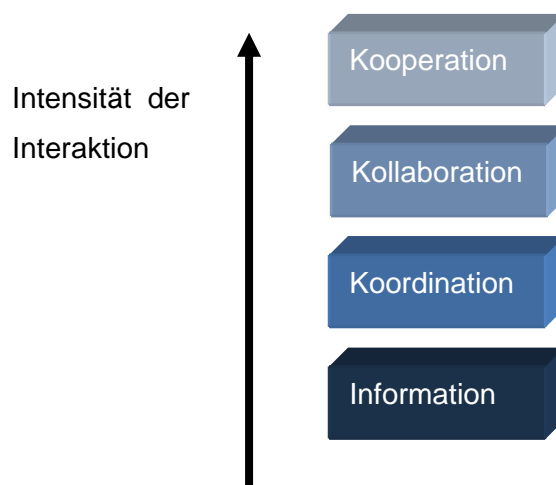 Kooperation
Intensität der
Interaktion
Kollaboration
Koordination
Information